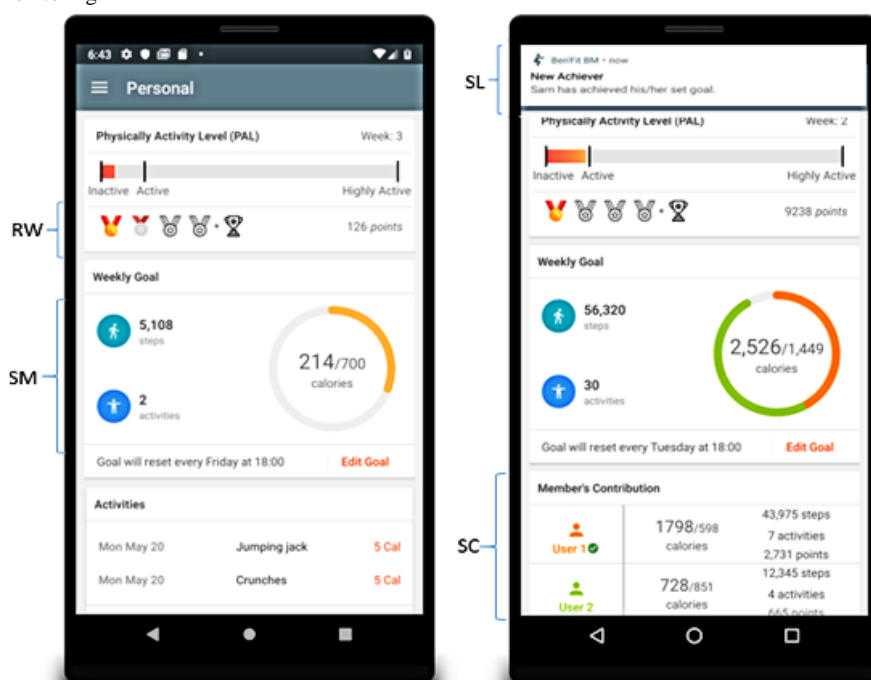 6:43
Personal
Physically Activity Level (PAL) Week: 3
Inactive Active Highly Active
RW
126 points
Weekly Goal
5,108
steps
SM
214/700
calories
2
activities
Goal will reset every Friday at 18:00 Edit Goal
Activities
Mon May 20 Jumping jack 5 Cal
Mon May 20 Crunches 5 Cal
SL
Ben'Fit BM • now
New Achiever
Sam has achieved his/her set goal.
Physically Activity Level (PAL) Week: 2
Inactive Active Highly Active
9238 points
Weekly Goal
56,320
steps
2,526/1,449
calories
30
activities
Goal will reset every Tuesday at 18:00 Edit Goal
Member's Contribution
SC
User 1
1798/598
calories
43,975 steps
7 activities
2,731 points
User 2
728/851
calories
12,345 steps
4 activities
665 points